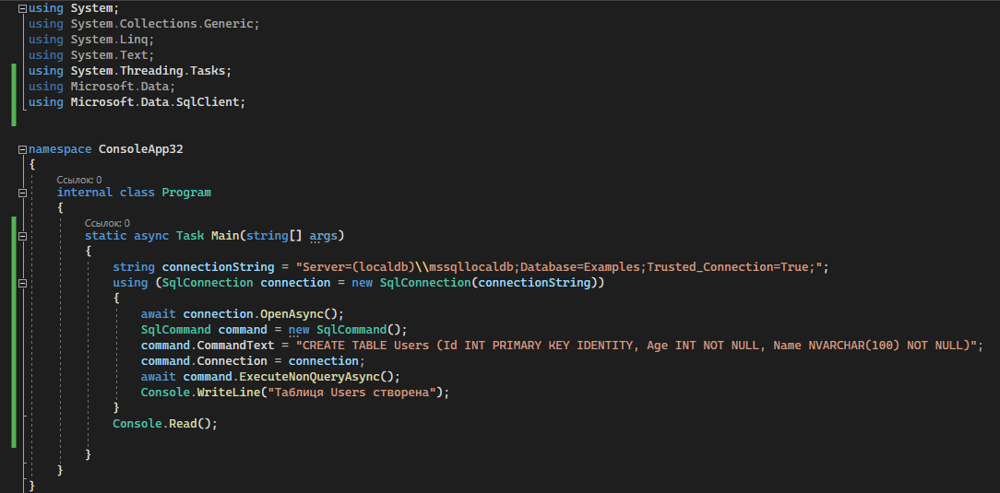 using System;
using System.Collections.Generic;
using System.Linq;
using System.Text;
using System.Threading.Tasks;
using Microsoft.Data;
using Microsoft.Data.SqlClient;
namespace ConsoleApp32
{
Ссылок: 0
internal class Program
{
Ссылок: 0
static async Task Main(string[] args)
{
string connectionString = "Server=(localdb)\\mssqllocaldb;Database=Examples;Trusted_Connection=True;";
using (SqlConnection connection = new SqlConnection(connectionString))
{
await connection.OpenAsync();
SqlCommand command = new SqlCommand();
command.CommandText = "CREATE TABLE Users (Id INT PRIMARY KEY IDENTITY, Age INT NOT NULL, Name NVARCHAR(100) NOT NULL)";
command.Connection = connection;
await command.ExecuteNonQueryAsync();
Console.WriteLine("Таблиця Users створена");
}
Console.Read();
}
}
}